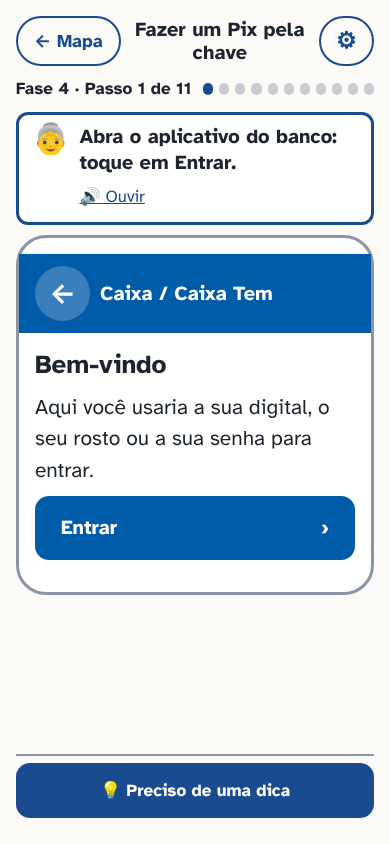 ← Mapa
Fazer um Pix pela
chave
Fase 4 · Passo 1 de 11
Abra o aplicativo do banco:
toque em Entrar.
Ouvir
Caixa / Caixa Tem
Bem-vindo
Aqui você usaria a sua digital, o
seu rosto ou a sua senha para
entrar.
Entrar ›
Preciso de uma dica